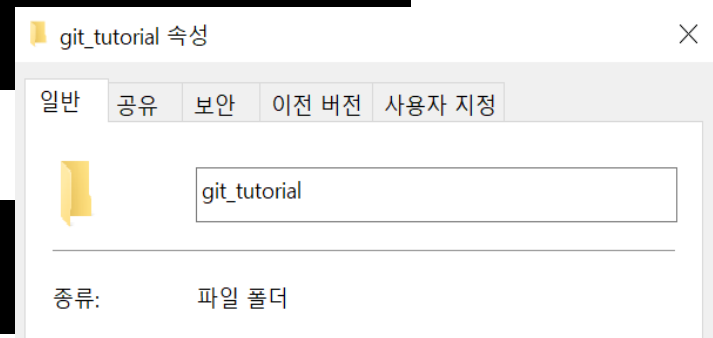 git_tutorial 속성
일반 공유 보안 이전 버전 사용자 지정
git_tutorial
종류: 파일 폴더